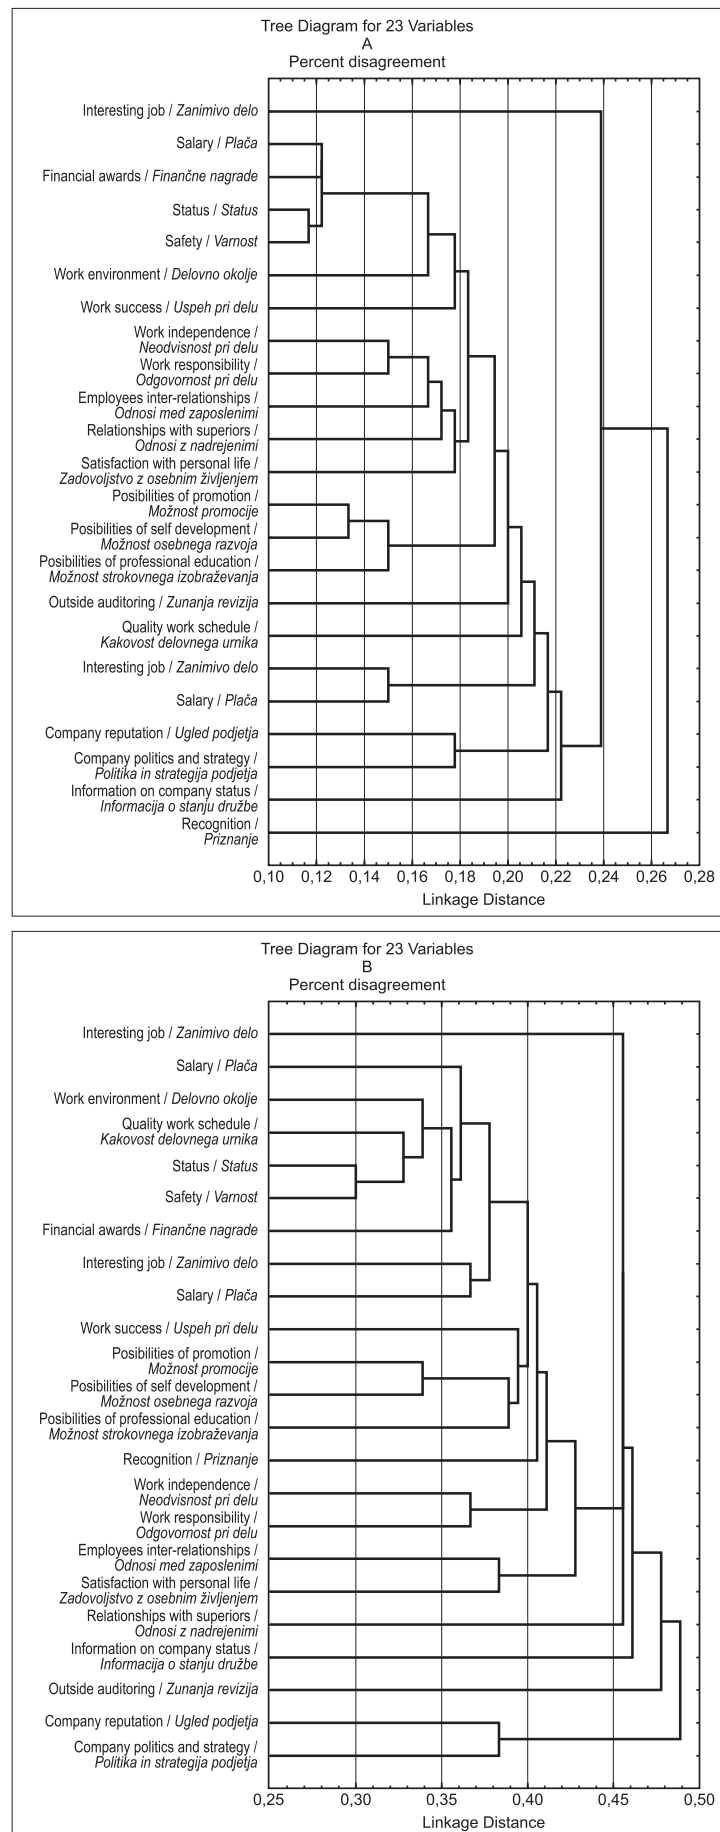 Tree Diagram for 23 Variables
A
Percent disagreement
Interesting job / Zanimivo delo
Salary / Plača
Financial awards / Finančne nagrade
Status / Status
Safety / Varnost
Work environment / Delovno okolje
Work success / Uspeh pri delu
Work independence /
Neodvisnost pri delu
Work responsibility /
Odgovornost pri delu
Employees inter-relationships /
Odnosi med zaposlenimi
Relationships with superiors /
Odnosi z nadrejenimi
Satisfaction with personal life /
Zadovoljstvo z osebnim življenjem
Posibilities of promotion /
Možnost promocije
Posibilities of self development /
Možnost osebnega razvoja
Posibilities of professional education /
Možnost strokovnega izobraževanja
Outside auditoring / Zunanja revizija
Quality work schedule /
Kakovost delovnega urnika
Interesting job / Zanimivo delo
Salary / Plača
Company reputation / Ugled podjetja
Company politics and strategy /
Politika in strategija podjetja
Information on company status /
Informacija o stanju družbe
Recognition /
Priznanje
0,10 0,12 0,14 0,16 0,18 0,20 0,22 0,24 0,26 0,28
Linkage Distance
Tree Diagram for 23 Variables
B
Percent disagreement
Interesting job / Zanimivo delo
Salary / Plača
Work environment / Delovno okolje
Quality work schedule /
Kakovost delovnega urnika
Status / Status
Safety / Varnost
Financial awards / Finančne nagrade
Interesting job / Zanimivo delo
Salary / Plača
Work success / Uspeh pri delu
Posibilities of promotion /
Možnost promocije
Posibilities of self development /
Možnost osebnega razvoja
Posibilities of professional education /
Možnost strokovnega izobraževanja
Recognition / Priznanje
Work independence /
Neodvisnost pri delu
Work responsibility /
Odgovornost pri delu
Employees inter-relationships /
Odnosi med zaposlenimi
Satisfaction with personal life /
Zadovoljstvo z osebnim življenjem
Relationships with superiors /
Odnosi z nadrejenimi
Information on company status /
Informacija o stanju družbe
Outside auditoring / Zunanja revizija
Company reputation / Ugled podjetja
Company politics and strategy /
Politika in strategija podjetja
0,25 0,30 0,35 0,40 0,45 0,50
Linkage Distance